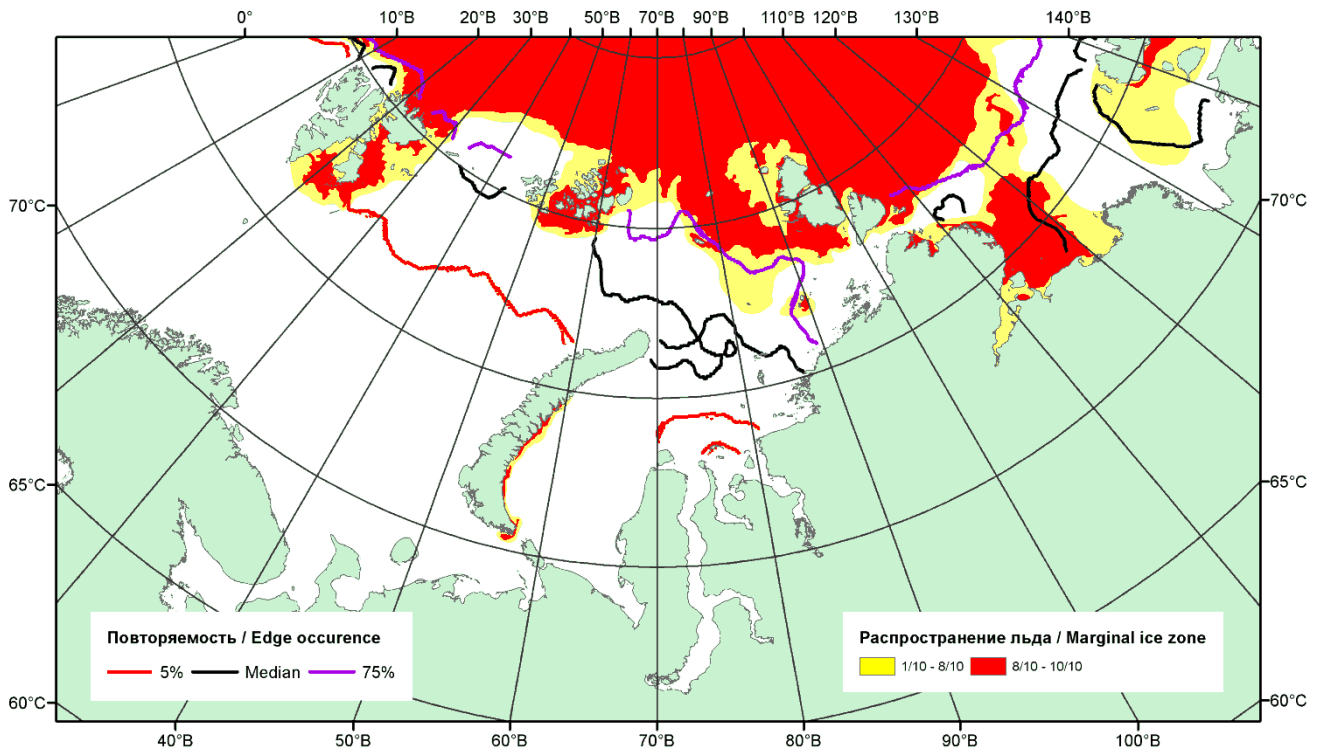 0° 10°В 20°В 30°В 50°В 70°В 90°В 110°В 120°В 130°В 140°В
70°С 70°С
65°С 65°С
Повторяемость / Edge occurence
5% Median 75%
Распространение льда / Marginal ice zone
1/10 - 8/10 8/10 - 10/10
60°С 60°С
40°В 50°В 60°В 70°В 80°В 90°В 100°В